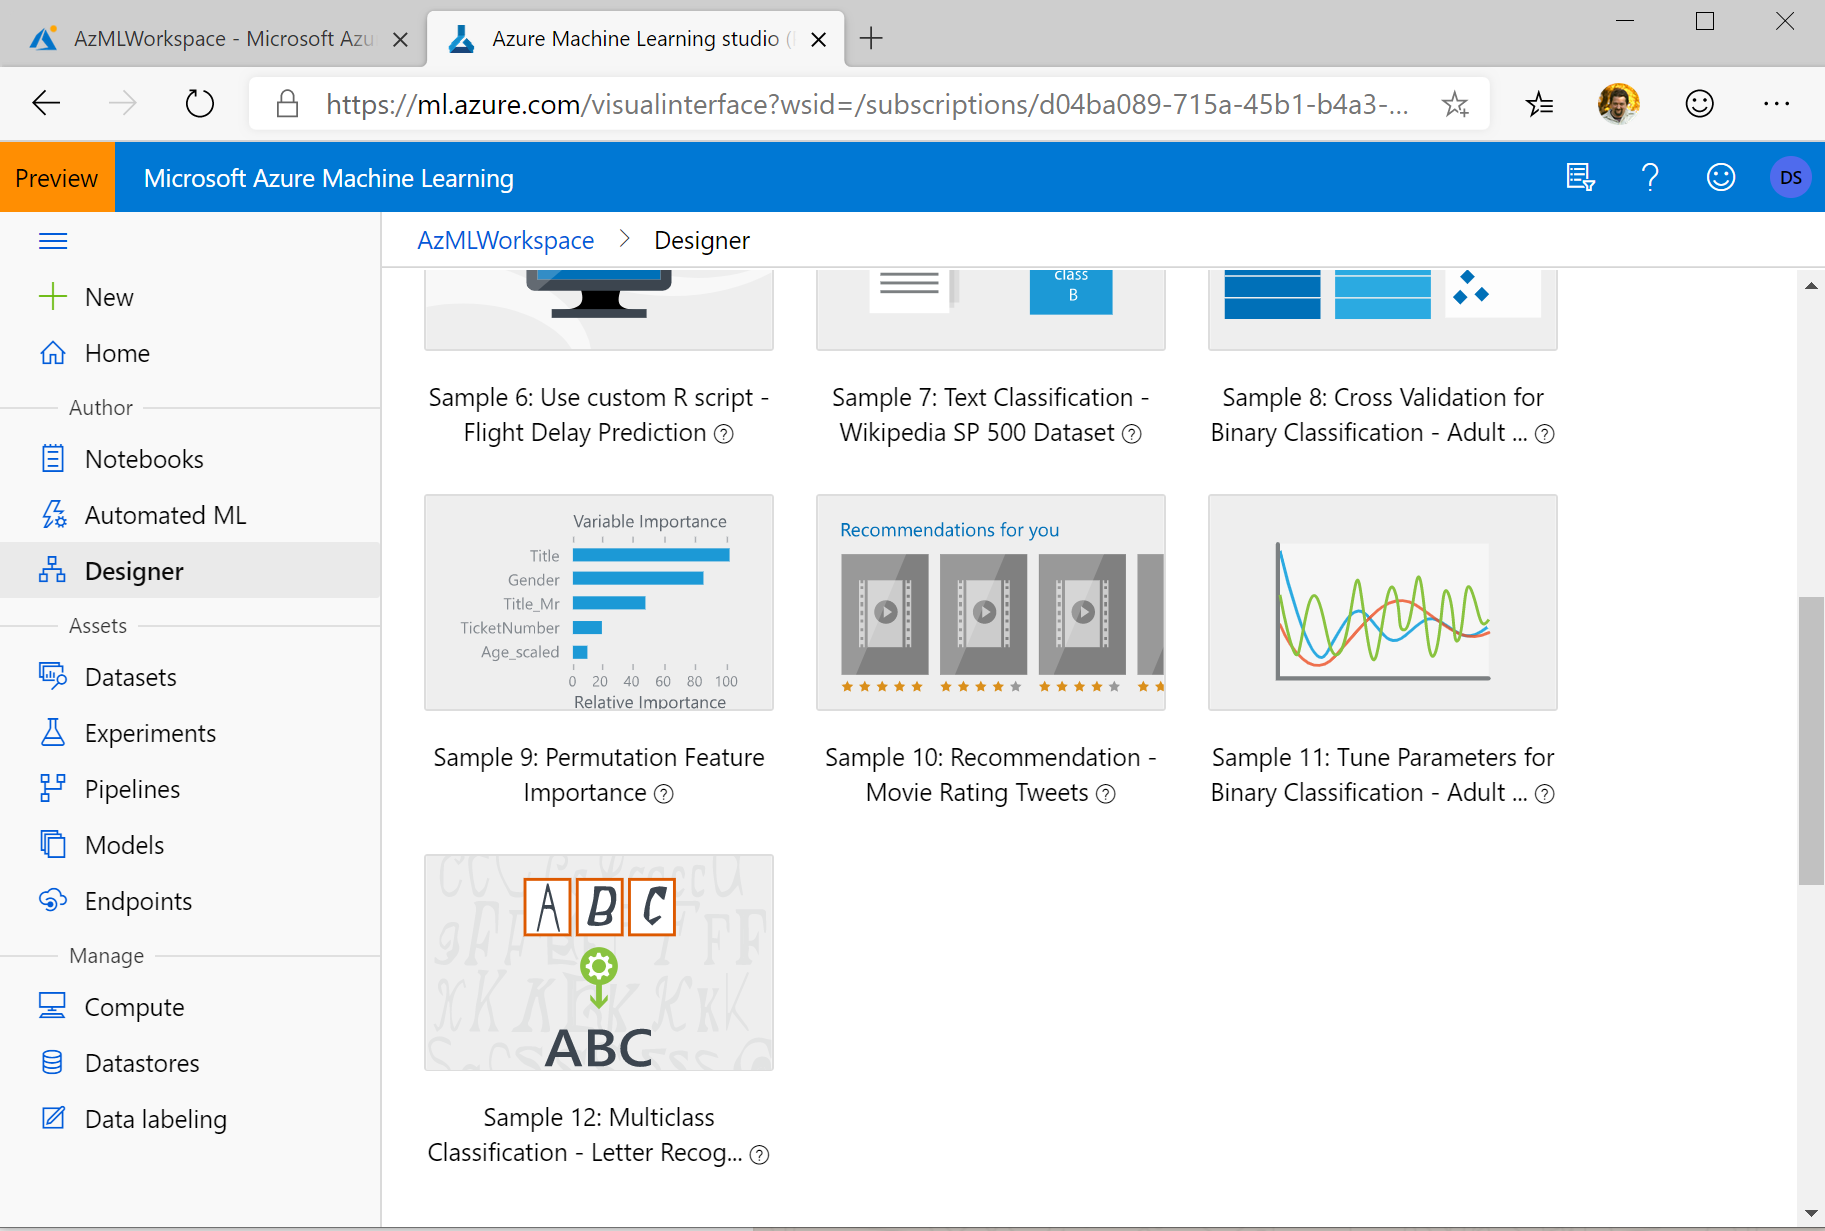 AzMLWorkspace - Microsoft Azu
Azure Machine Learning studio (
https://ml.azure.com/visualinterface?wsid=/subscriptions/d04ba089-715a-45b1-b4a3-...
Preview
Microsoft Azure Machine Learning
DS
AzMLWorkspace > Designer
New
Home
Author
Notebooks
Automated ML
Designer
Assets
Datasets
Experiments
Pipelines
Models
Endpoints
Manage
Compute
Datastores
Data labeling
class
B
Sample 6: Use custom R script -
Flight Delay Prediction
Sample 7: Text Classification -
Wikipedia SP 500 Dataset
Sample 8: Cross Validation for
Binary Classification - Adult ...
Variable Importance
Title
Gender
Title_Mr
TicketNumber
Age_scaled
0 20 40 60 80 100
Relative Importance
Recommendations for you
Sample 9: Permutation Feature
Importance
Sample 10: Recommendation -
Movie Rating Tweets
Sample 11: Tune Parameters for
Binary Classification - Adult ...
A B C
ABC
Sample 12: Multiclass
Classification - Letter Recog...